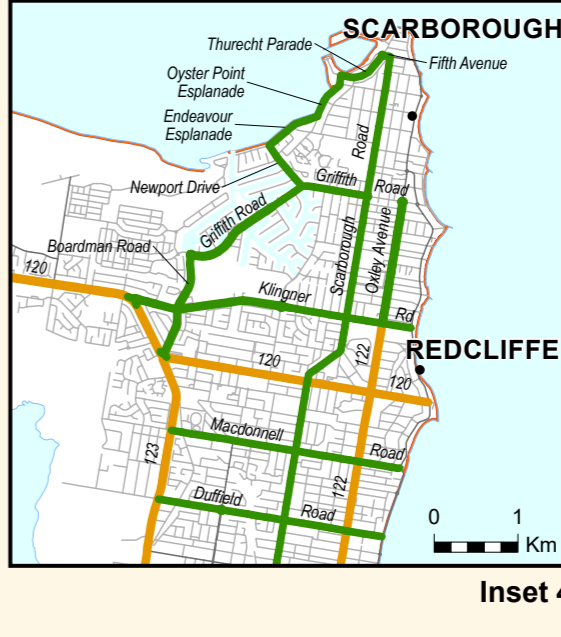 SCARBOROUGH
Thurecht Parade
Fifth Avenue
Oyster Point
Esplanade
Endeavour
Esplanade
Road
Newport Drive
Griffith
Road
Griffith Road
Scarborough
Oxley Avenue
Boardman Road
120
Klingner
Rd
REDCLIFFE
122
120
120
Macdonnell
Road
123
122
Duffield
Road
0 1
Km
Inset 4